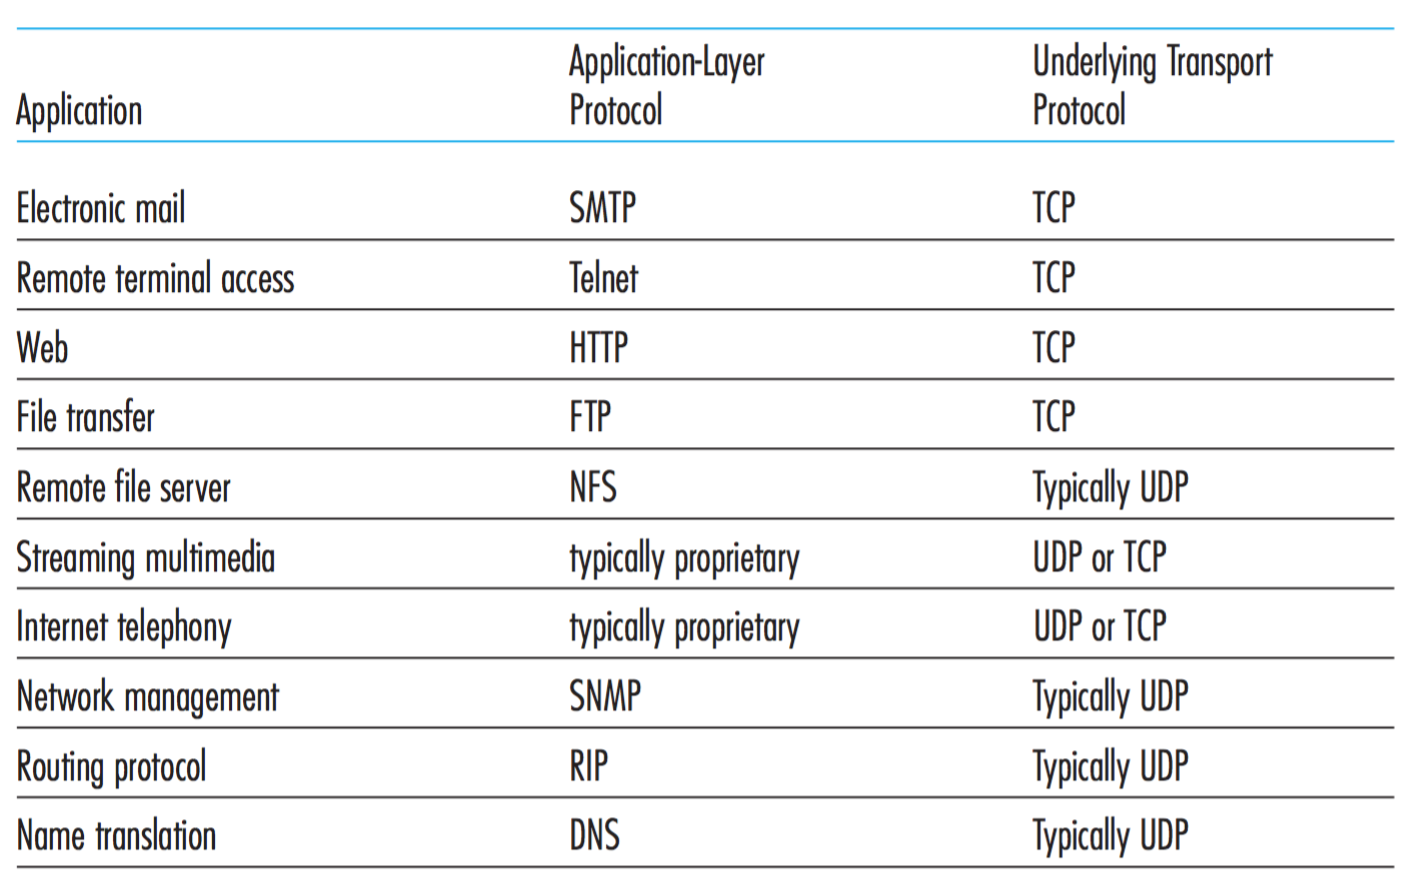 Application Application-Layer Protocol Underlying Transport Protocol
Electronic mail SMTP TCP
Remote terminal access Telnet TCP
Web HTTP TCP
File transfer FTP TCP
Remote file server NFS Typically UDP
Streaming multimedia typically proprietary UDP or TCP
Internet telephony typically proprietary UDP or TCP
Network management SNMP Typically UDP
Routing protocol RIP Typically UDP
Name translation DNS Typically UDP